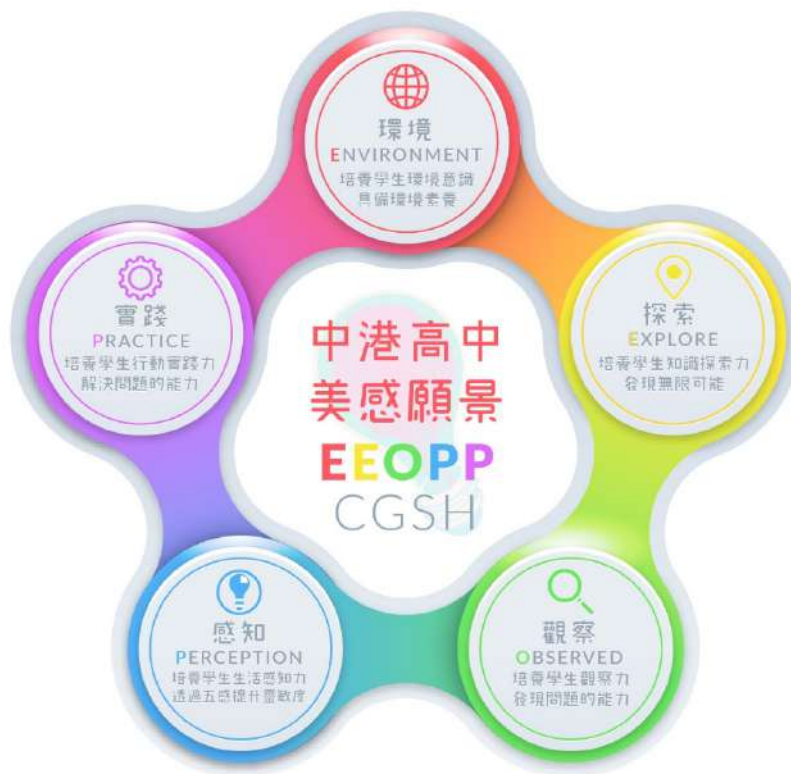 環境
ENVIRONMENT
培養學生環境意識
具備環境素養
探索
EXPLORE
培養學生知識探索力
發現無限可能
觀察
OBSERVED
培養學生觀察力
發現問題的能力
感知
PERCEPTION
培養學生生活感知力
透過五感提升靈敏度
實踐
PRACTICE
培養學生行動實踐力
解決問題的能力
中港高中
美感願景
EEOPP
CGSH